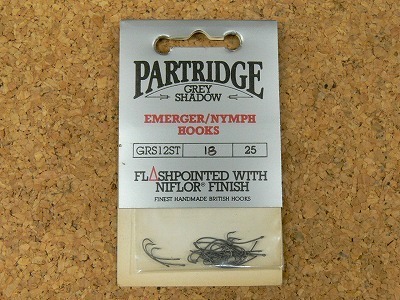 PARTRIDGE
GREY
SHADOW
EMERGER/NYMPH
HOOKS
GRS12ST 18 25
FLASHPOINTED WITH
NIFLOR® FINISH
FINEST HANDMADE BRITISH HOOKS